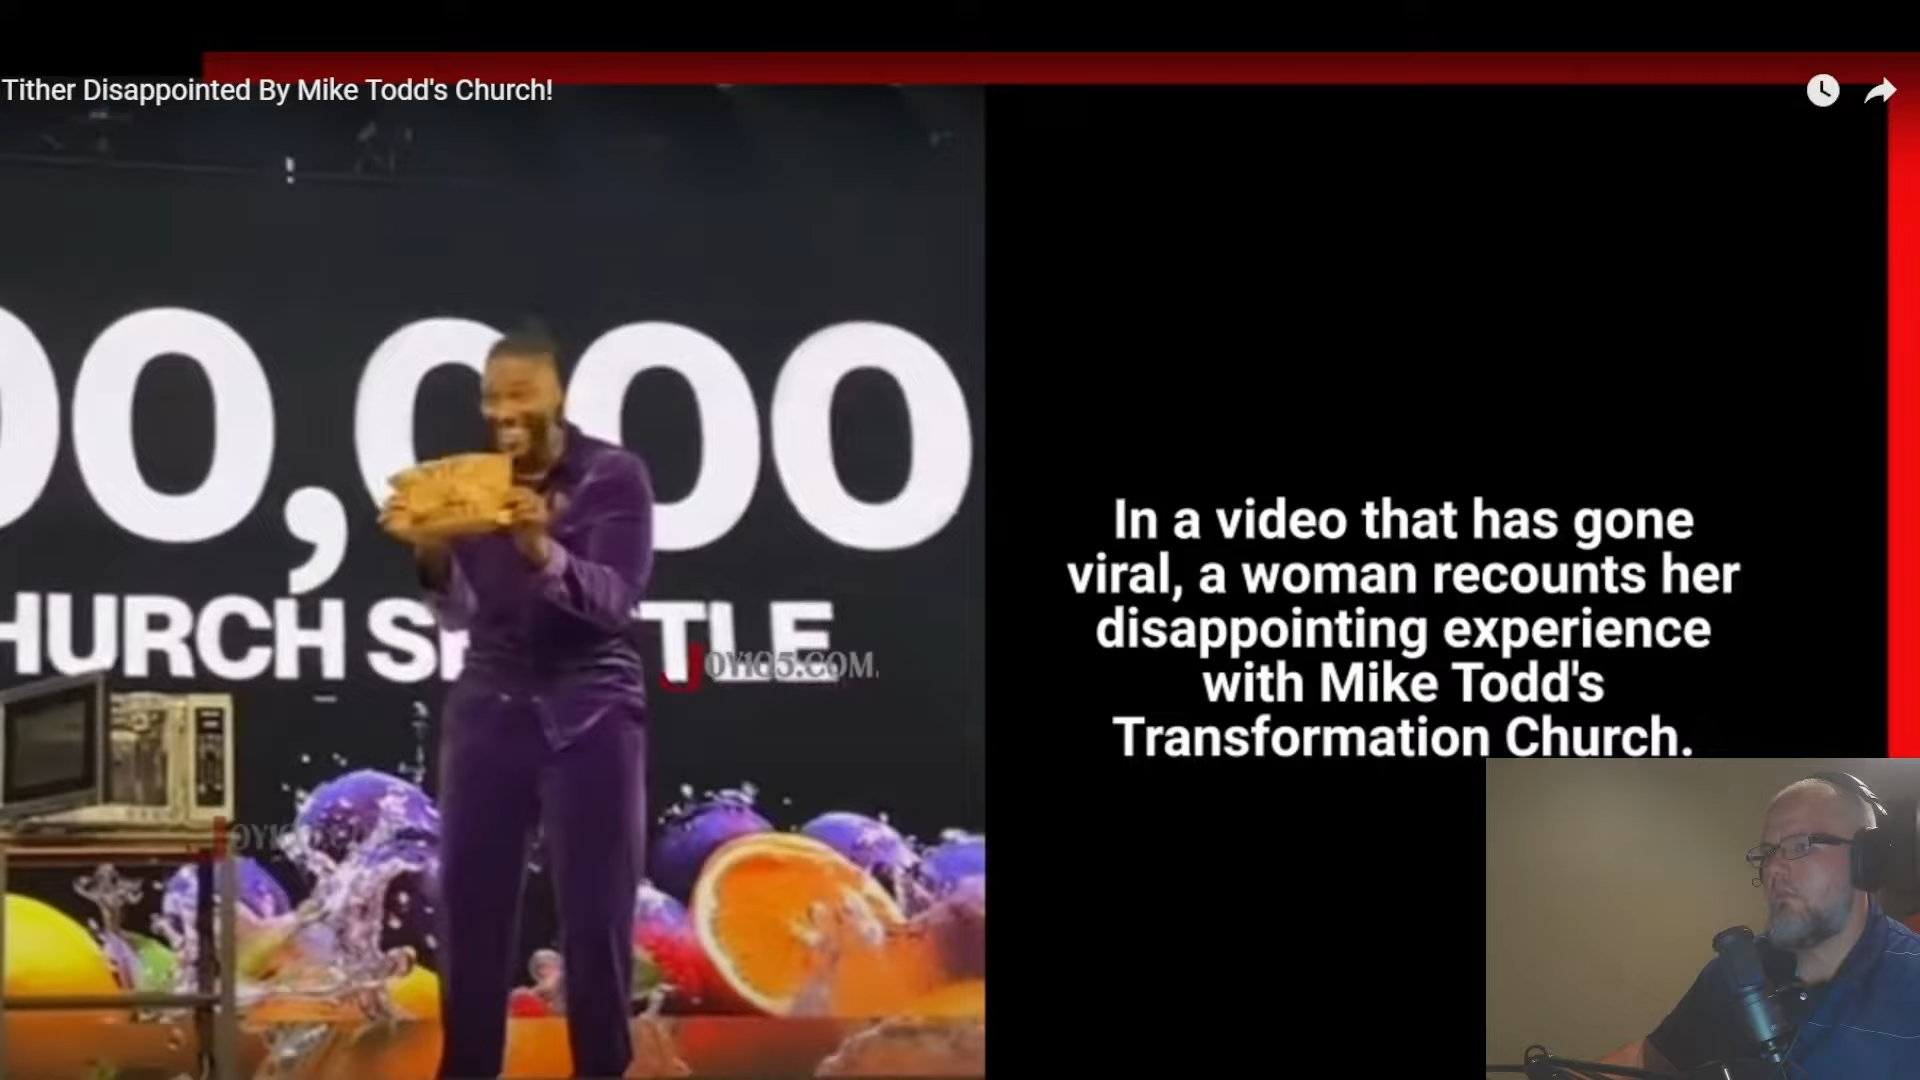 Tither Disappointed By Mike Todd's Church!
00,000
HURCH S TLE
JOY105.COM
In a video that has gone
viral, a woman recounts her
disappointing experience
with Mike Todd's
Transformation Church.